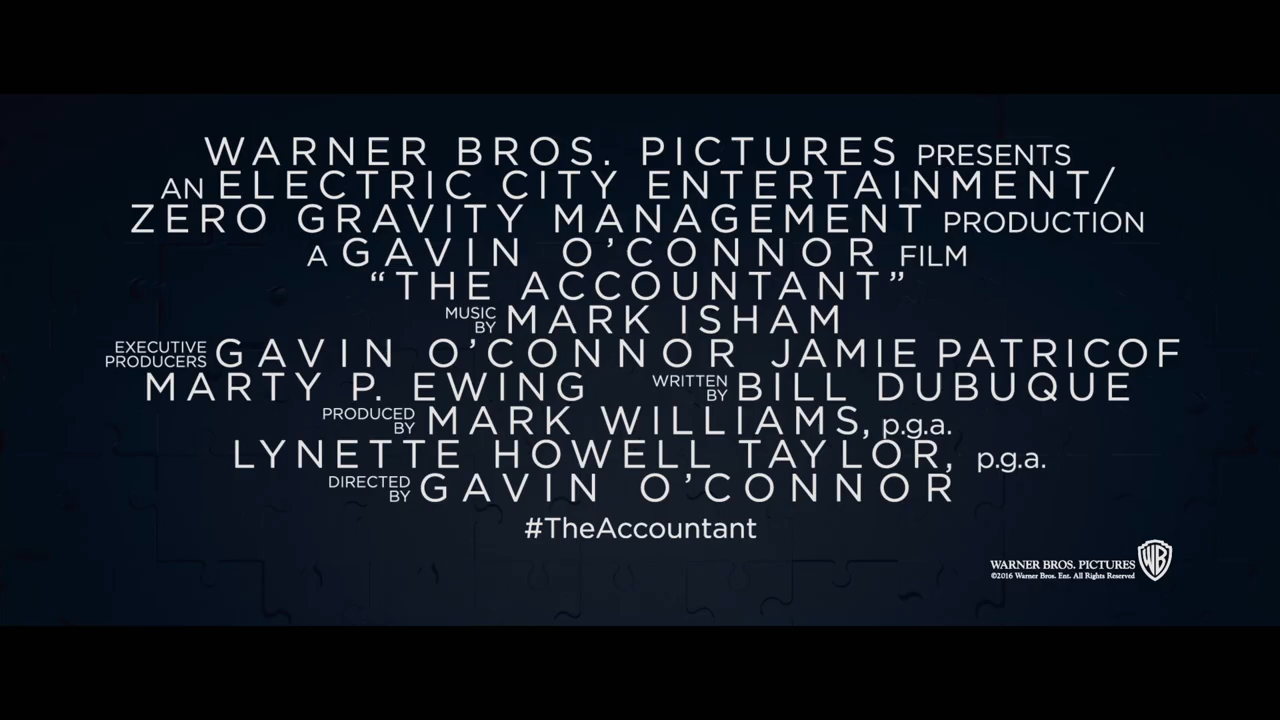 WARNER BROS. PICTURES PRESENTS
AN ELECTRIC CITY ENTERTAINMENT/
ZERO GRAVITY MANAGEMENT PRODUCTION
A GAVIN O'CONNOR FILM
“THE ACCOUNTANT”
MUSIC BY MARK ISHAM
EXECUTIVE PRODUCERS GAVIN O'CONNOR JAMIE PATRICOF
MARTY P. EWING WRITTEN BY BILL DUBUQUE
PRODUCED BY MARK WILLIAMS, p.g.a.
LYNETTE HOWELL TAYLOR, p.g.a.
DIRECTED BY GAVIN O'CONNOR
#TheAccountant
WARNER BROS. PICTURES WB
©2016 Warner Bros. Ent. All Rights Reserved